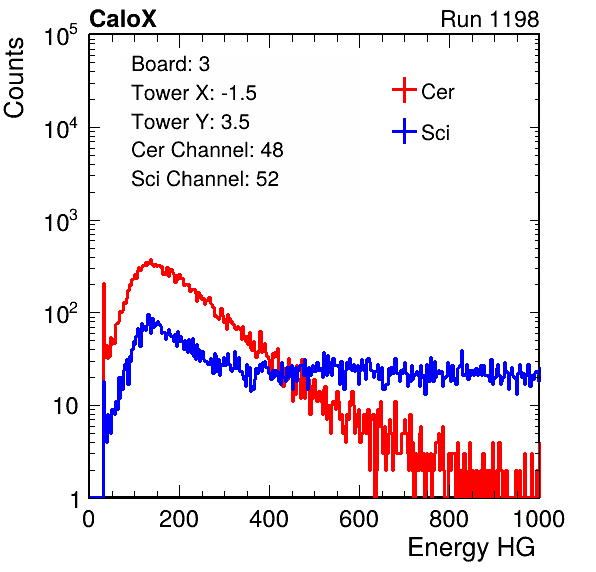 CaloX Run 1198
Counts
10^5
10^4
10^3
10^2
10
1
Board: 3
Tower X: -1.5
Tower Y: 3.5
Cer Channel: 48
Sci Channel: 52
Cer
Sci
0 200 400 600 800 1000
Energy HG